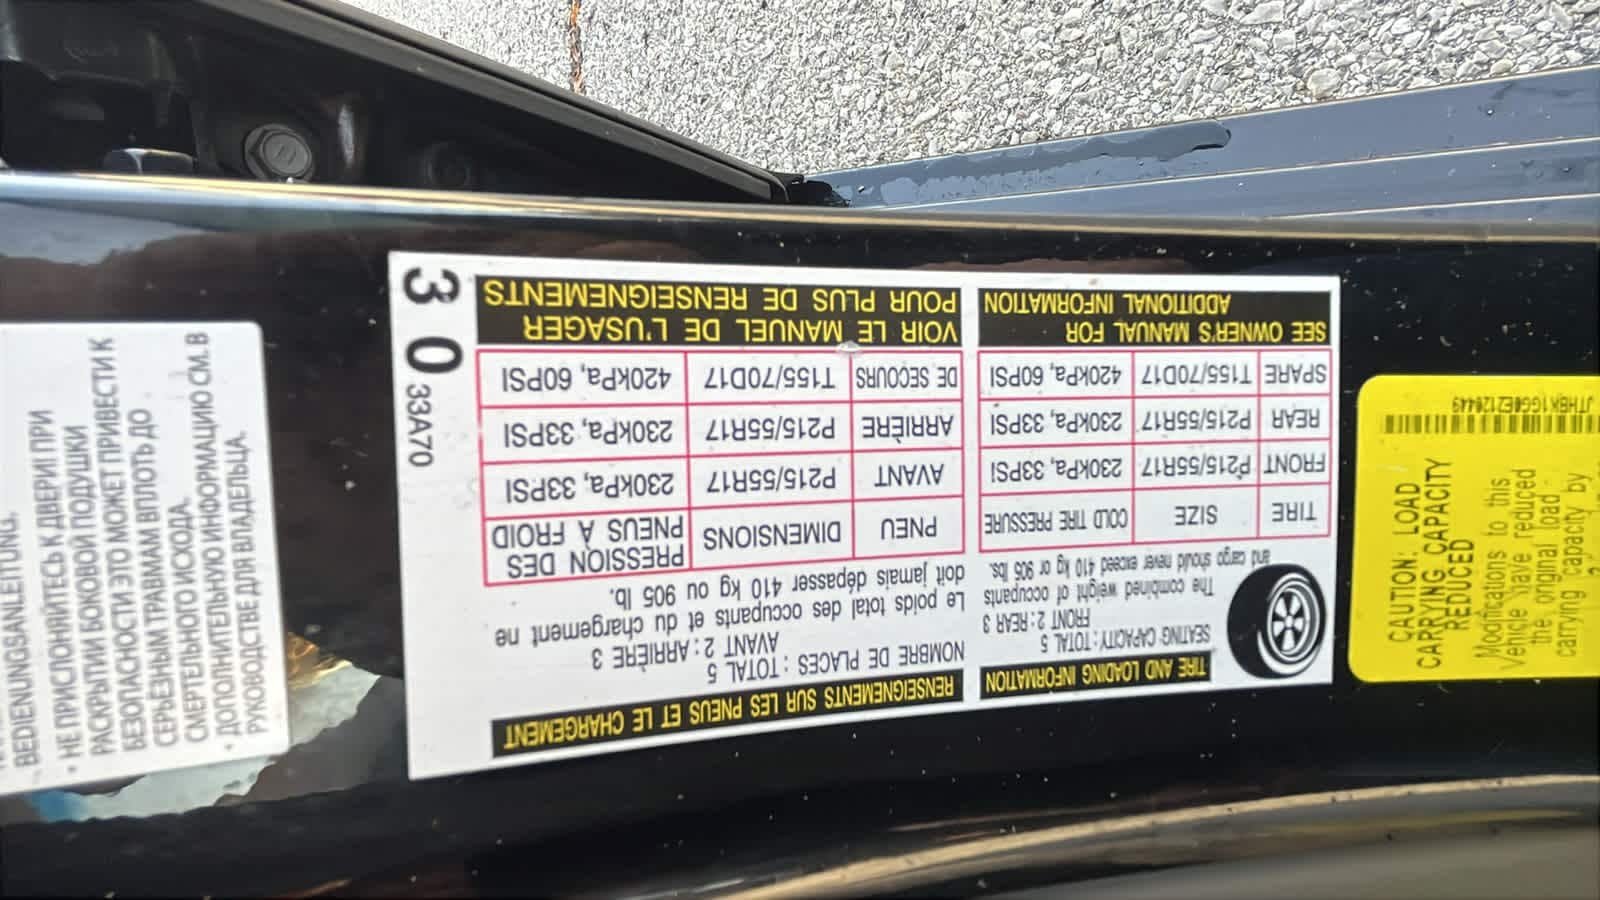 TIRE AND LOADING INFORMATION
SEATING CAPACITY: TOTAL 5
FRONT 2: REAR 3
The combined weight of occupants
and cargo should never exceed 410 kg or 905 lbs.
TIRE SIZE COLD TIRE PRESSURE
FRONT P215/55R17 230kPa, 33PSI
REAR P215/55R17 230kPa, 33PSI
SPARE T155/70D17 420kPa, 60PSI
SEE OWNER'S MANUAL FOR
ADDITIONAL INFORMATION
RENSEIGNEMENTS SUR LES PNEUS ET LE CHARGEMENT
NOMBRE DE PLACES : TOTAL 5
AVANT 2 : ARRIÈRE 3
Le poids total des occupants et du chargement ne
doit jamais dépasser 410 kg ou 905 lb.
PNEU DIMENSIONS PRESSION DES
PNEUS A FROID
AVANT P215/55R17 230kPa, 33PSI
ARRIÈRE P215/55R17 230kPa, 33PSI
DE SECOURS T155/70D17 420kPa, 60PSI
VOIR LE MANUEL DE L'USAGER
POUR PLUS DE RENSEIGNEMENTS
3 0 33A70
BEDIENUNGSANLEITUNG.
• НЕ ПРИСЛОНЯЙТЕСЬ К ДВЕРИ ПРИ
РАСКРЫТИИ БОКОВОЙ ПОДУШКИ
БЕЗОПАСНОСТИ ЭТО МОЖЕТ ПРИВЕСТИ К
СЕРЬЕЗНЫМ ТРАВМАМ ВПЛОТЬ ДО
СМЕРТЕЛЬНОГО ИСХОДА.
• ДОПОЛНИТЕЛЬНУЮ ИНФОРМАЦИЮ СМ. В
РУКОВОДСТВЕ ДЛЯ ВЛАДЕЛЬЦА.
CAUTION: LOAD
CARRYING CAPACITY
REDUCED
Modifications to this
Vehicle have reduced
the original load
carrying capacity by